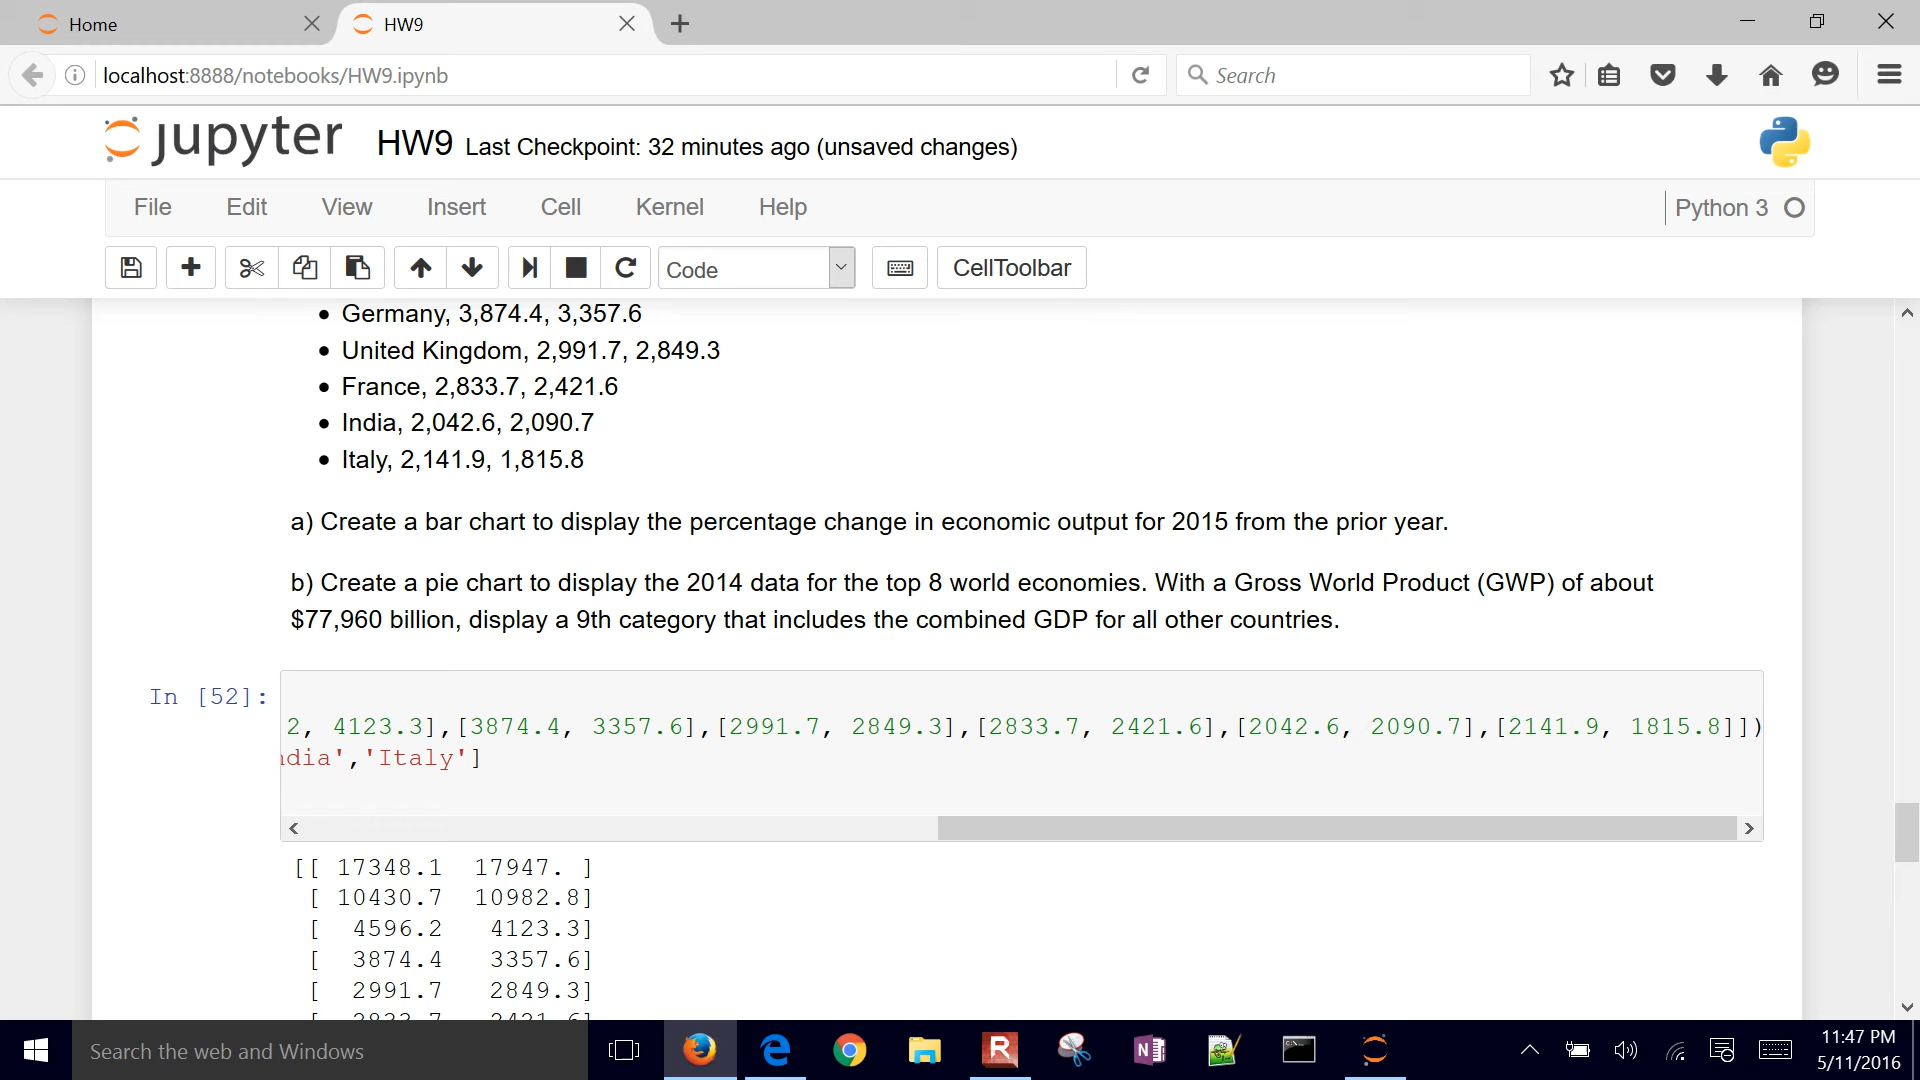 Home
HW9
localhost:8888/notebooks/HW9.ipynb
Search
jupyter HW9 Last Checkpoint: 32 minutes ago (unsaved changes)
File Edit View Insert Cell Kernel Help
Python 3
Code
CellToolbar
• Germany, 3,874.4, 3,357.6
• United Kingdom, 2,991.7, 2,849.3
• France, 2,833.7, 2,421.6
• India, 2,042.6, 2,090.7
• Italy, 2,141.9, 1,815.8
a) Create a bar chart to display the percentage change in economic output for 2015 from the prior year.
b) Create a pie chart to display the 2014 data for the top 8 world economies. With a Gross World Product (GWP) of about
$77,960 billion, display a 9th category that includes the combined GDP for all other countries.
In [52]:
2, 4123.3],[3874.4, 3357.6],[2991.7, 2849.3],[2833.7, 2421.6],[2042.6, 2090.7],[2141.9, 1815.8]])
ndia','Italy']
[[ 17348.1  17947. ]
[ 10430.7  10982.8]
[  4596.2   4123.3]
[  3874.4   3357.6]
[  2991.7   2849.3]
[  2833.7   2421.6]
Search the web and Windows
11:47 PM
5/11/2016